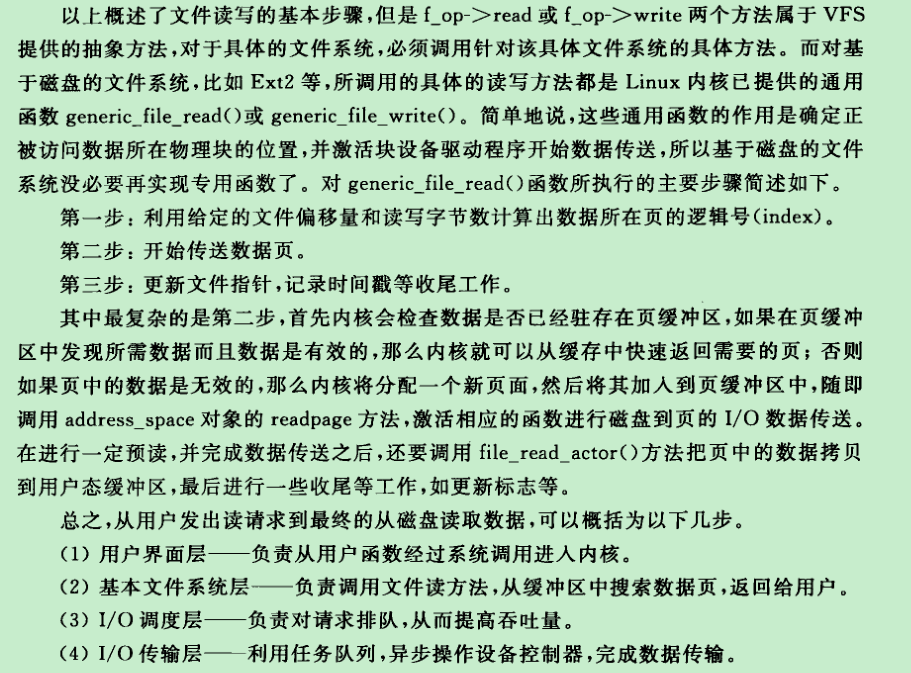 以上概述了文件读写的基本步骤,但是 f_op->read 或 f_op->write 两个方法属于 VFS
提供的抽象方法,对于具体的文件系统,必须调用针对该具体文件系统的具体方法。而对基
于磁盘的文件系统,比如 Ext2 等,所调用的具体的读写方法都是 Linux 内核已提供的通用
函数 generic_file_read()或 generic_file_write()。简单地说,这些通用函数的作用是确定正
被访问数据所在物理块的位置,并激活块设备驱动程序开始数据传送,所以基于磁盘的文件
系统没必要再实现专用函数了。对 generic_file_read()函数所执行的主要步骤简述如下。
第一步:利用给定的文件偏移量和读写字节数计算出数据所在页的逻辑号(index)。
第二步:开始传送数据页。
第三步:更新文件指针,记录时间戳等收尾工作。
其中最复杂的是第二步,首先内核会检查数据是否已经驻存在页缓冲区,如果在页缓冲
区中发现所需数据而且数据是有效的,那么内核就可以从缓存中快速返回需要的页;否则
如果页中的数据是无效的,那么内核将分配一个新页面,然后将其加入到页缓冲区中,随即
调用 address_space 对象的 readpage 方法,激活相应的函数进行磁盘到页的 I/O 数据传送。
在进行一定预读,并完成数据传送之后,还要调用 file_read_actor()方法把页中的数据拷贝
到用户态缓冲区,最后进行一些收尾等工作,如更新标志等。
总之,从用户发出读请求到最终的从磁盘读取数据,可以概括为以下几步。
(1) 用户界面层——负责从用户函数经过系统调用进入内核。
(2) 基本文件系统层——负责调用文件读方法,从缓冲区中搜索数据页,返回给用户。
(3) I/O 调度层——负责对请求排队,从而提高吞吐量。
(4) I/O 传输层——利用任务队列,异步操作设备控制器,完成数据传输。